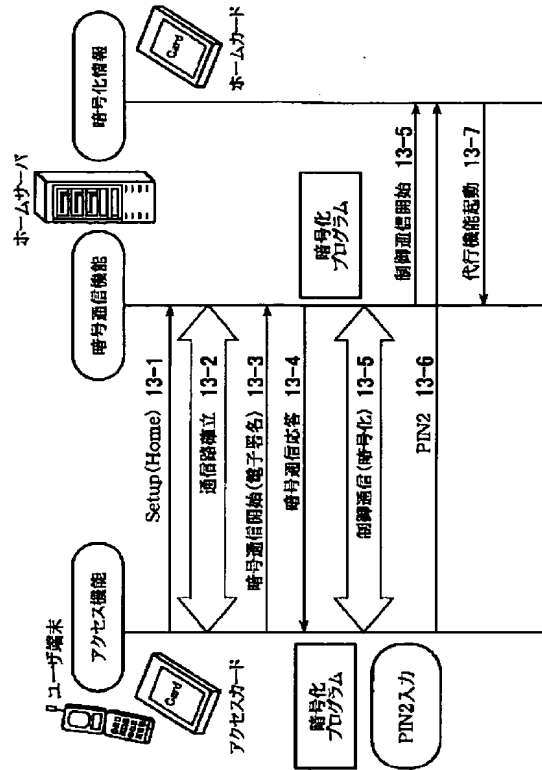 ユーザ端末
アクセス機能
Card
アクセスカード
ホームサーバ
暗号通信機能
暗号化情報
Card
ホームカード
Setup(Home) 13-1
通信路確立 13-2
暗号通信開始(電子署名) 13-3
暗号通信応答 13-4
暗号化
プログラム
暗号化
プログラム
制御通信(暗号化) 13-5
制御通信開始 13-5
PIN2入力
PIN2 13-6
代行機能起動 13-7